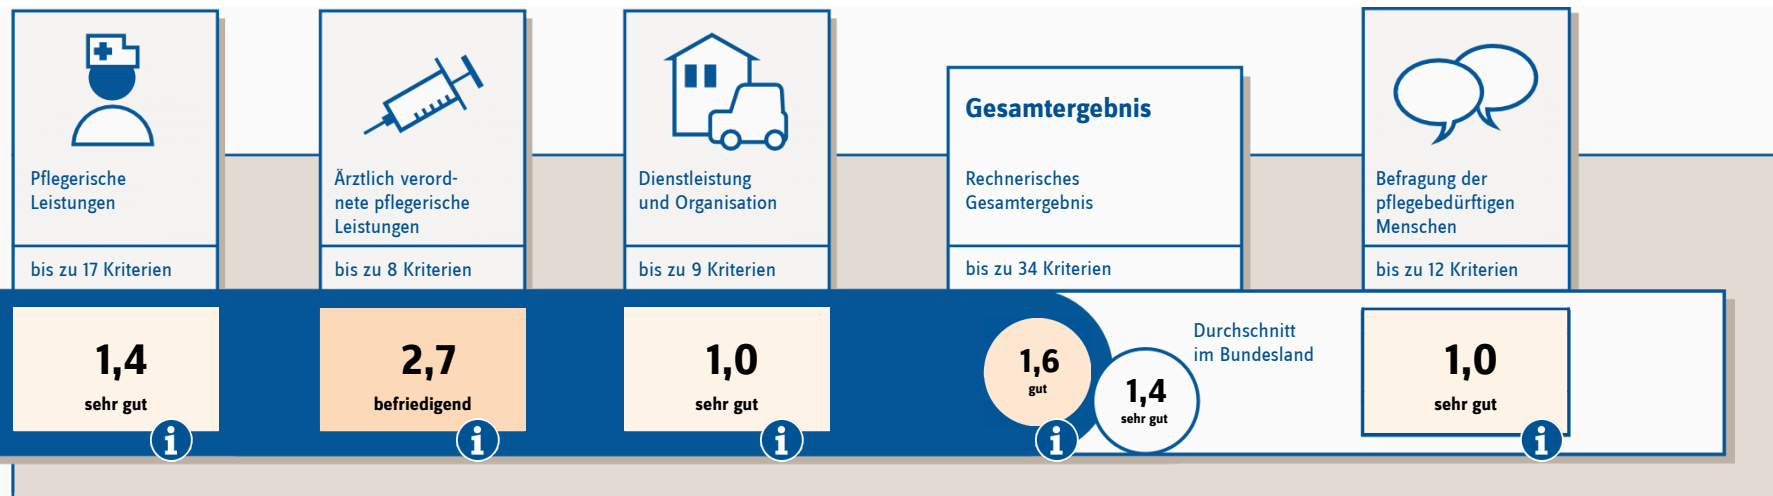 Pflegerische
Leistungen
bis zu 17 Kriterien
1,4
sehr gut
i
Ärztlich verord-
nete pflegerische
Leistungen
bis zu 8 Kriterien
2,7
befriedigend
i
Dienstleistung
und Organisation
bis zu 9 Kriterien
1,0
sehr gut
i
Gesamtergebnis
Rechnerisches
Gesamtergebnis
bis zu 34 Kriterien
1,6
gut
i
1,4
sehr gut
Durchschnitt
im Bundesland
Befragung der
pflegebedürftigen
Menschen
bis zu 12 Kriterien
1,0
sehr gut
i